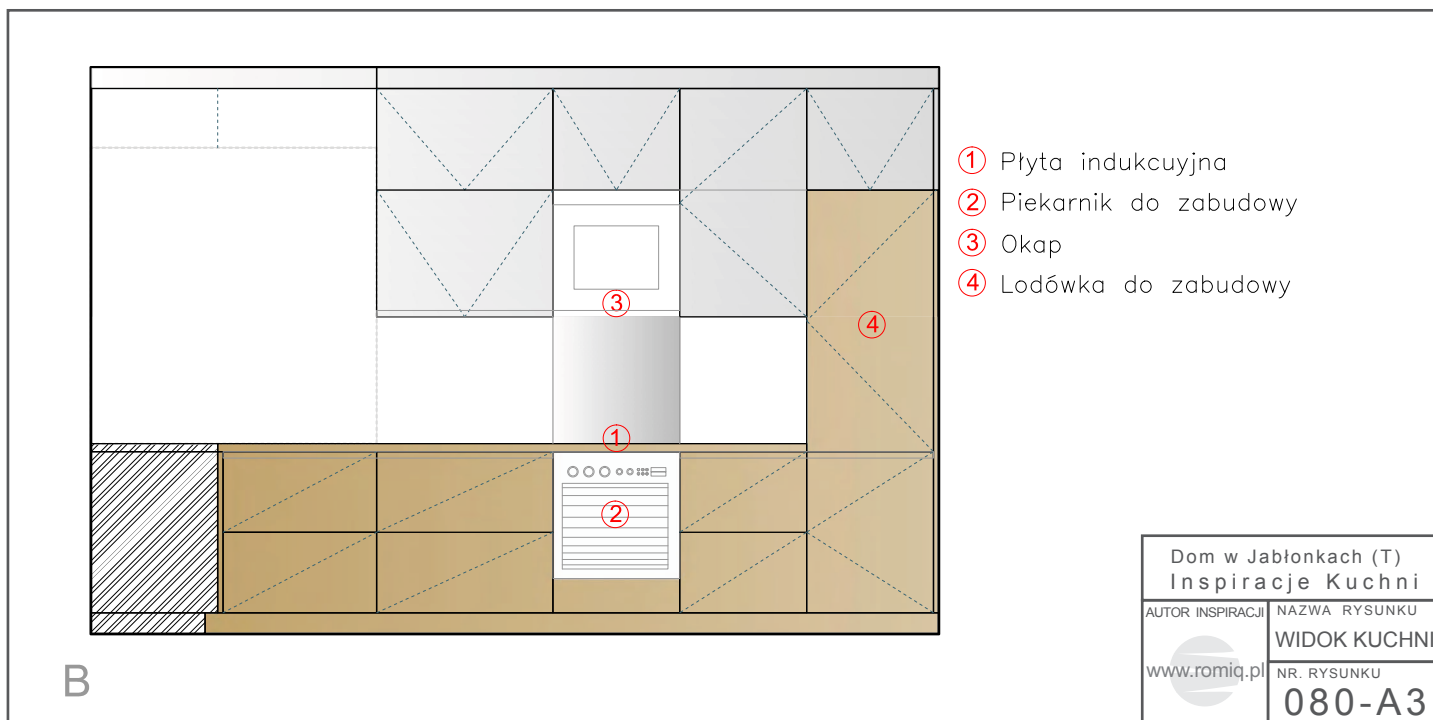 1 Płyta indukcuyjna
2 Piekarnik do zabudowy
3 Okap
4 Lodówka do zabudowy
3
4
1
2
B
Dom w Jabłonkach (T)
Inspiracje Kuchni
AUTOR INSPIRACJI
www.romiq.pl
NAZWA RYSUNKU
WIDOK KUCHNI
NR. RYSUNKU
080-A3